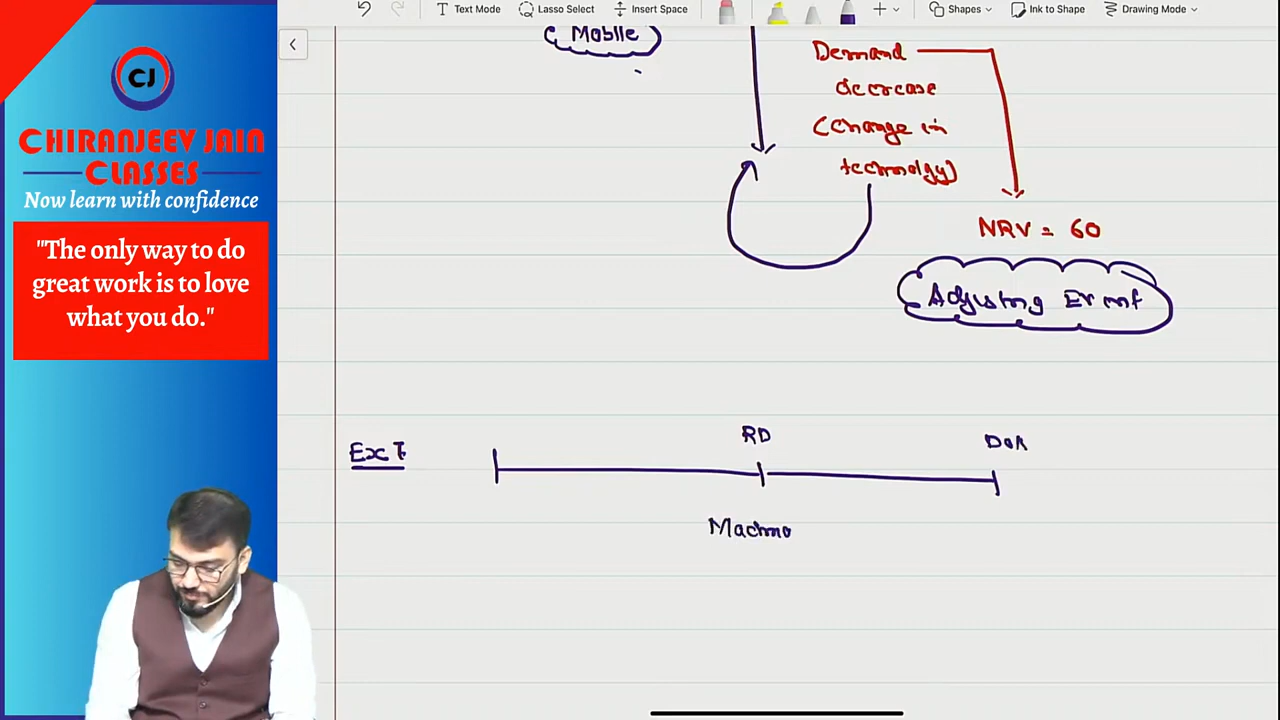 Text Mode
Lasso Select
Insert Space
Shapes
Ink to Shape
Drawing Mode
CJ
CHIRANJEEV JAIN
CLASSES
Now learn with confidence
"The only way to do
great work is to love
what you do."
Mobile
Demand
decrease
(Change in
technolgy)
NRV = 60
Adjusting Event
Ex 7
RD
DOA
Machine